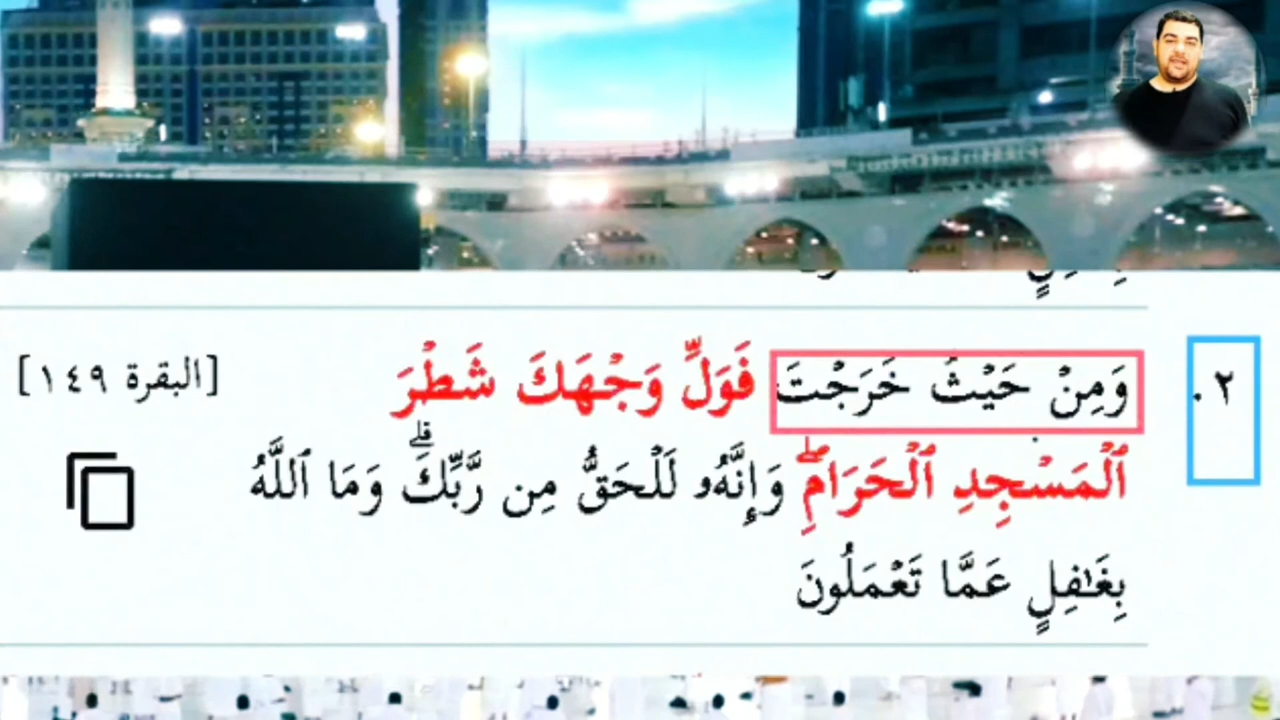 ٢.
وَمِنْ حَيْثُ خَرَجْتَ فَوَلِّ وَجْهَكَ شَطْرَ [البقرة ١٤٩]
ٱلْمَسْجِدِ ٱلْحَرَامِۖ وَإِنَّهُۥ لَلْحَقُّ مِن رَّبِّكَۗ وَمَا ٱللَّهُ
بِغَٰفِلٍ عَمَّا تَعْمَلُونَ